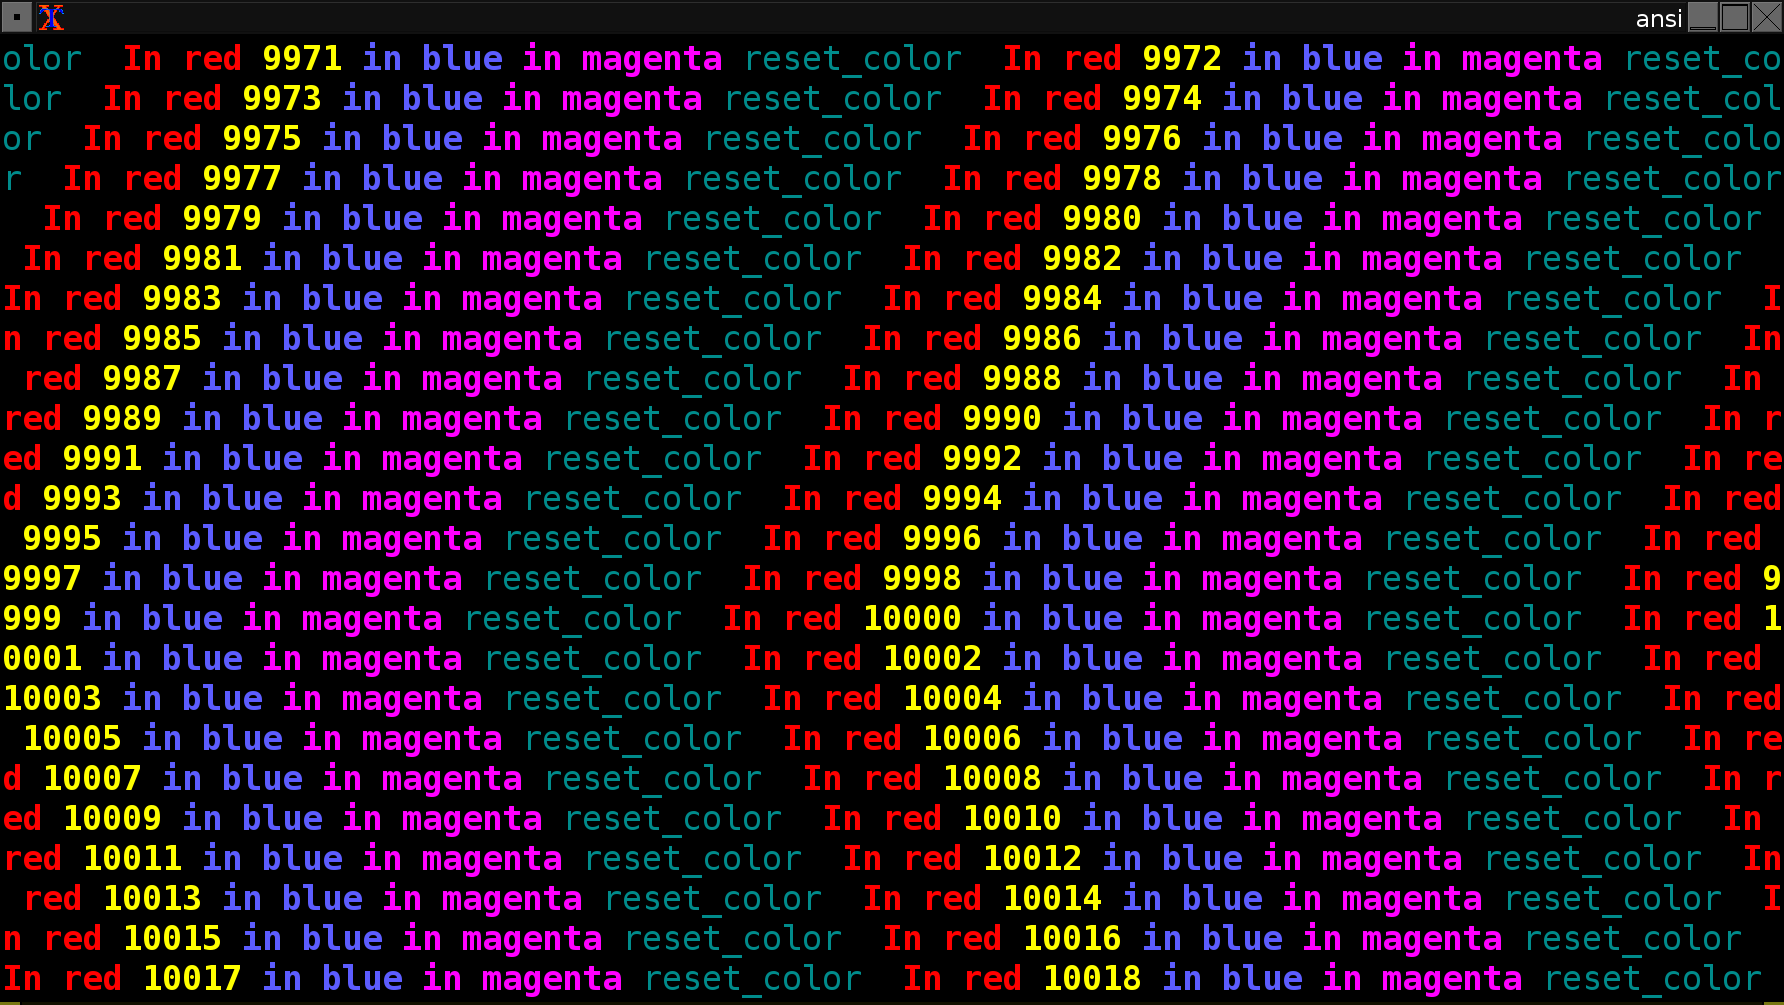 ansi
olor  In red 9971 in blue in magenta reset_color  In red 9972 in blue in magenta reset_co
lor  In red 9973 in blue in magenta reset_color  In red 9974 in blue in magenta reset_col
or  In red 9975 in blue in magenta reset_color  In red 9976 in blue in magenta reset_colo
r  In red 9977 in blue in magenta reset_color  In red 9978 in blue in magenta reset_color
  In red 9979 in blue in magenta reset_color  In red 9980 in blue in magenta reset_color
 In red 9981 in blue in magenta reset_color  In red 9982 in blue in magenta reset_color
In red 9983 in blue in magenta reset_color  In red 9984 in blue in magenta reset_color  I
n red 9985 in blue in magenta reset_color  In red 9986 in blue in magenta reset_color  In
 red 9987 in blue in magenta reset_color  In red 9988 in blue in magenta reset_color  In
red 9989 in blue in magenta reset_color  In red 9990 in blue in magenta reset_color  In r
ed 9991 in blue in magenta reset_color  In red 9992 in blue in magenta reset_color  In re
d 9993 in blue in magenta reset_color  In red 9994 in blue in magenta reset_color  In red
 9995 in blue in magenta reset_color  In red 9996 in blue in magenta reset_color  In red
9997 in blue in magenta reset_color  In red 9998 in blue in magenta reset_color  In red 9
999 in blue in magenta reset_color  In red 10000 in blue in magenta reset_color  In red 1
0001 in blue in magenta reset_color  In red 10002 in blue in magenta reset_color  In red
10003 in blue in magenta reset_color  In red 10004 in blue in magenta reset_color  In red
 10005 in blue in magenta reset_color  In red 10006 in blue in magenta reset_color  In re
d 10007 in blue in magenta reset_color  In red 10008 in blue in magenta reset_color  In r
ed 10009 in blue in magenta reset_color  In red 10010 in blue in magenta reset_color  In
red 10011 in blue in magenta reset_color  In red 10012 in blue in magenta reset_color  In
 red 10013 in blue in magenta reset_color  In red 10014 in blue in magenta reset_color  I
n red 10015 in blue in magenta reset_color  In red 10016 in blue in magenta reset_color
In red 10017 in blue in magenta reset_color  In red 10018 in blue in magenta reset_color